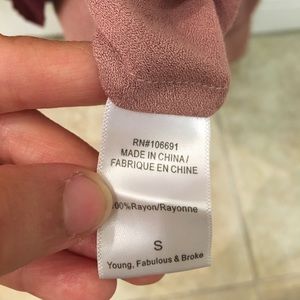 RN#106691
MADE IN CHINA/
FABRIQUE EN CHINE
00%Rayon/Rayonne
S
Young, Fabulous & Broke